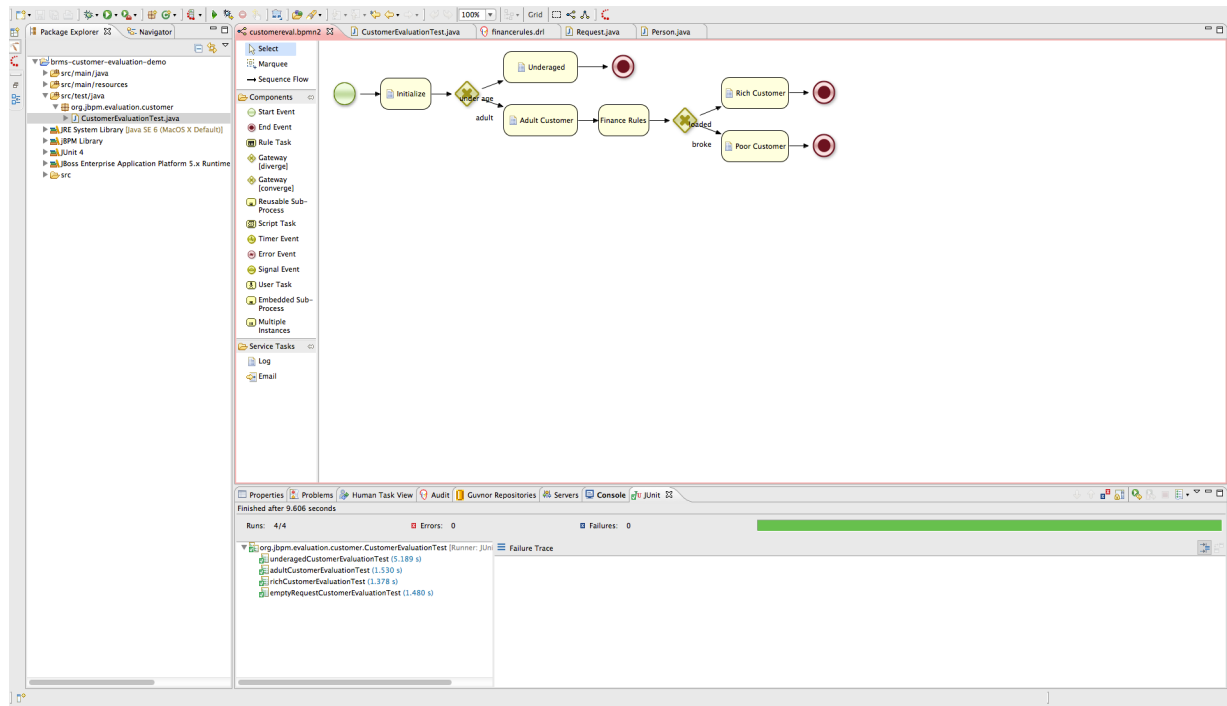 100%
Grid
Package Explorer
Navigator
brms-customer-evaluation-demo
src/main/java
src/main/resources
src/test/java
org.jbpm.evaluation.customer
CustomerEvaluationTest.java
JRE System Library [Java SE 6 (MacOS X Default)]
jBPM Library
JUnit 4
JBoss Enterprise Application Platform 5.x Runtime
src
customereval.bpmn2
CustomerEvaluationTest.java
financerules.drl
Request.java
Person.java
Select
Marquee
Sequence Flow
Components
Start Event
End Event
Rule Task
Gateway
[diverge]
Gateway
[converge]
Reusable Sub-
Process
Script Task
Timer Event
Error Event
Signal Event
User Task
Embedded Sub-
Process
Multiple
Instances
Service Tasks
Log
Email
Initialize
under age
adult
Underaged
Adult Customer
Finance Rules
loaded
broke
Rich Customer
Poor Customer
Properties
Problems
Human Task View
Audit
Guvnor Repositories
Servers
Console
JUnit
Finished after 9.606 seconds
Runs: 4/4
Errors: 0
Failures: 0
org.jbpm.evaluation.customer.CustomerEvaluationTest [Runner: JUni
underagedCustomerEvaluationTest (5.189 s)
adultCustomerEvaluationTest (1.530 s)
richCustomerEvaluationTest (1.378 s)
emptyRequestCustomerEvaluationTest (1.480 s)
Failure Trace